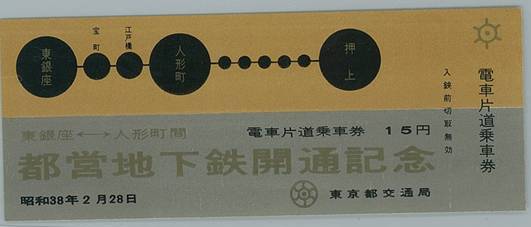 東銀座
宝町
江戸橋
人形町
押上
東銀座←→人形町間
電車片道乗車券 15円
都営地下鉄開通記念
昭和38年2月28日
東京都交通局
入鋏前切取無効
電車片道乗車券